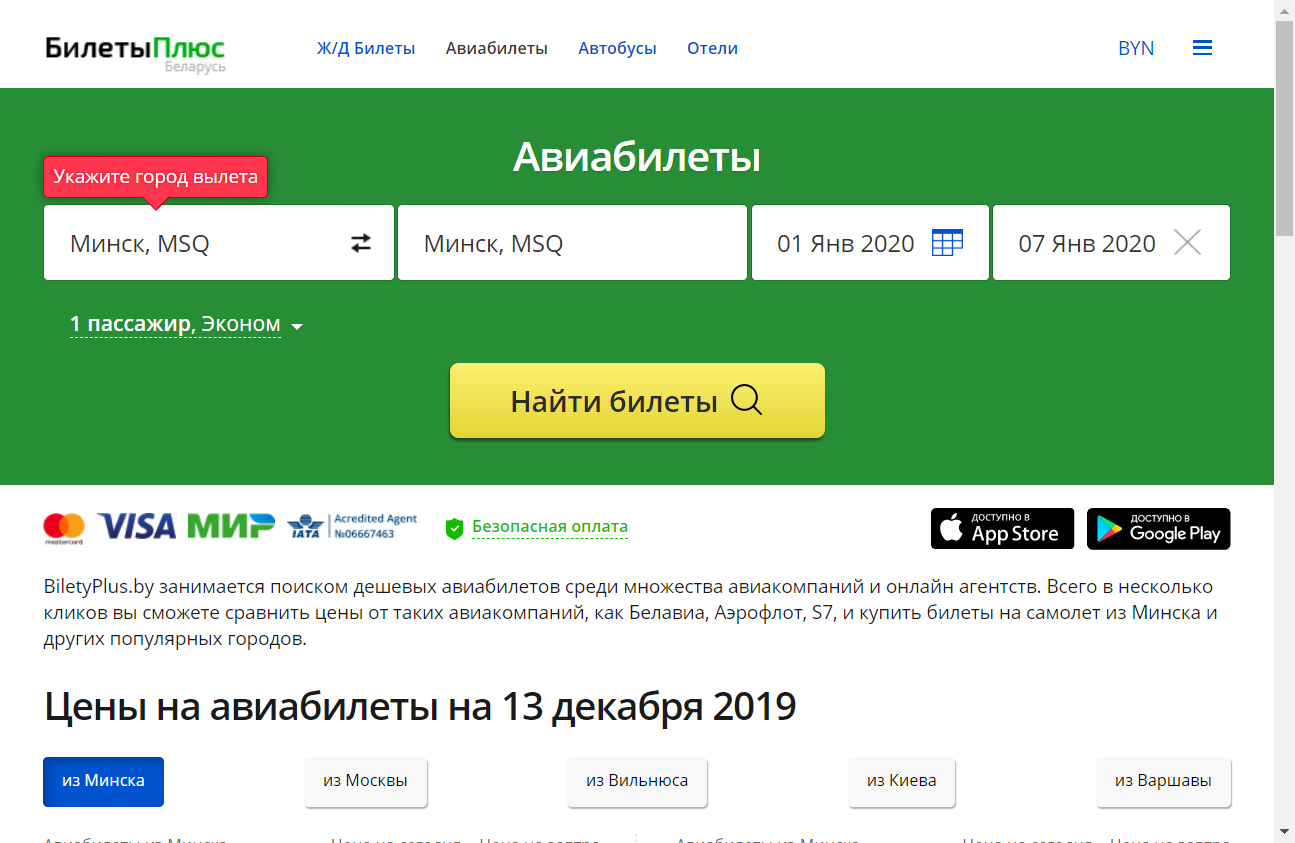 БилетыПлюс
Беларусь
Ж/Д Билеты Авиабилеты Автобусы Отели BYN
Авиабилеты
Укажите город вылета
Минск, MSQ Минск, MSQ 01 Янв 2020 07 Янв 2020
1 пассажир, Эконом
Найти билеты
mastercard VISA МИР IATA Accredited Agent
№06667463
Безопасная оплата
ДОСТУПНО В
App Store
ДОСТУПНО В
Google Play
BiletyPlus.by занимается поиском дешевых авиабилетов среди множества авиакомпаний и онлайн агентств. Всего в несколько
кликов вы сможете сравнить цены от таких авиакомпаний, как Белавиа, Аэрофлот, S7, и купить билеты на самолет из Минска и
других популярных городов.
Цены на авиабилеты на 13 декабря 2019
из Минска из Москвы из Вильнюса из Киева из Варшавы